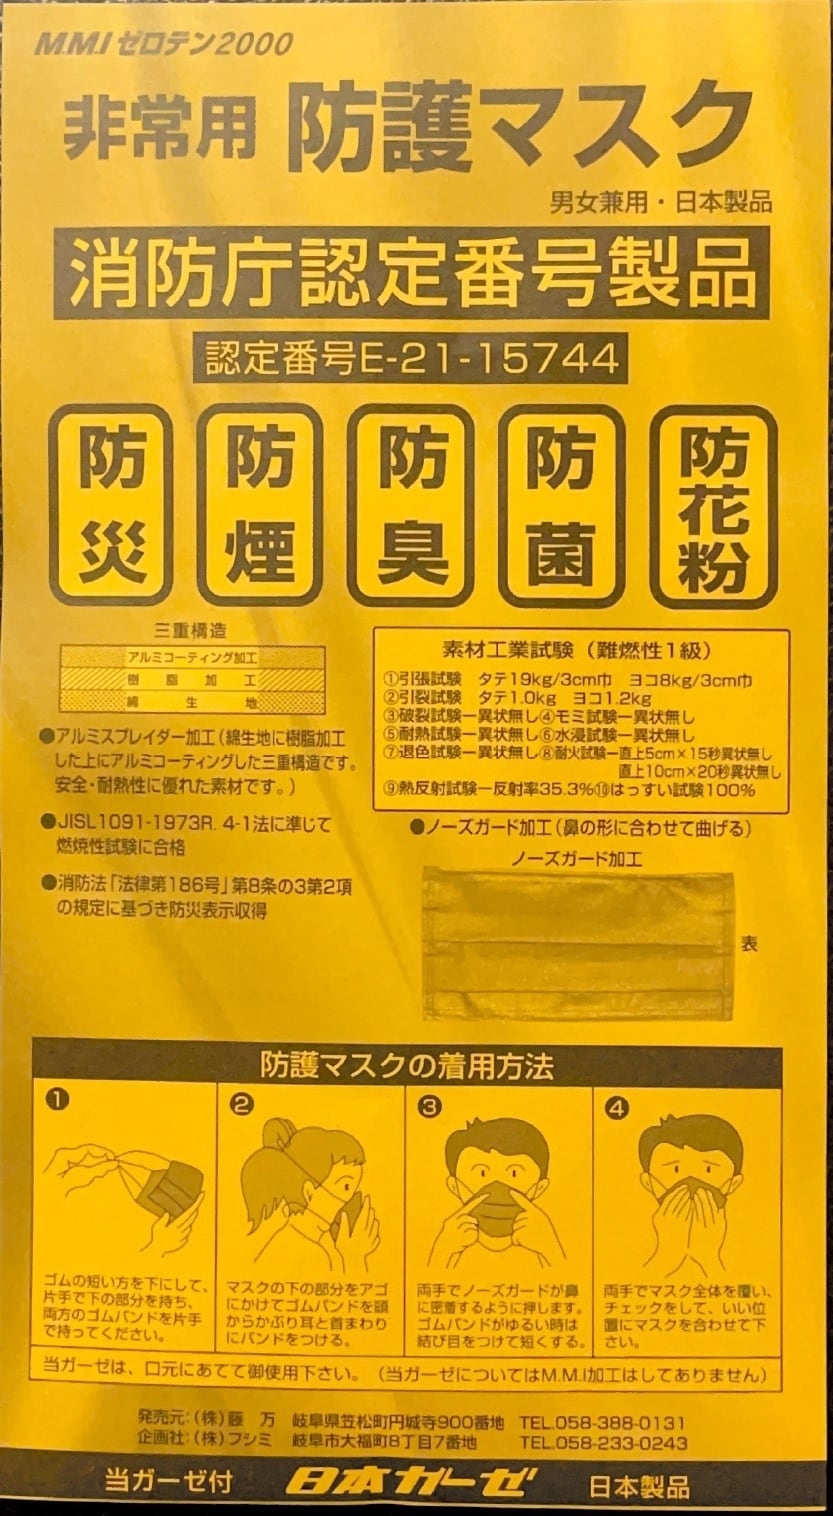 M.M.I ゼロテン2000
非常用 防護マスク
男女兼用・日本製品
消防庁認定番号製品
認定番号E-21-15744
防災
防煙
防臭
防菌
防花粉
三重構造
アルミコーティング加工
樹脂加工
綿生地
●アルミスプレイダー加工(綿生地に樹脂加工
した上にアルミコーティングした三重構造です。
安全・耐熱性に優れた素材です。)
●JISL1091-1973R. 4-1法に準じて
燃焼性試験に合格
●消防法「法律第186号」第8条の3第2項
の規定に基づき防災表示収得
素材工業試験(難燃性1級)
①引張試験 タテ19kg/3cm巾 ヨコ8kg/3cm巾
②引裂試験 タテ1.0kg ヨコ1.2kg
③破裂試験ー異状無し④モミ試験ー異状無し
⑤耐熱試験ー異状無し⑥水浸試験ー異状無し
⑦退色試験ー異状無し⑧耐火試験ー直上5cm×15秒異状無し
直上10cm×20秒異状無し
⑨熱反射試験ー反射率35.3%⑩はっすい試験100%
●ノーズガード加工(鼻の形に合わせて曲げる)
ノーズガード加工
表
防護マスクの着用方法
1
ゴムの短い方を下にして、
片手で下の部分を持ち、
両方のゴムバンドを片手
で持ってください。
2
マスクの下の部分をアゴ
にかけてゴムバンドを頭
からかぶり耳と首まわり
にバンドをつける。
3
両手でノーズガードが鼻
に密着するように押します。
ゴムバンドがゆるい時は
結び目をつけて短くする。
4
両手でマスク全体を覆い、
チェックをして、いい位
置にマスクを合わせて下
さい。
当ガーゼは、口元にあてて御使用下さい。(当ガーゼについてはM.M.I加工はしてありません)
発売元:(株)藤 万 岐阜県笠松町円城寺900番地 TEL.058-388-0131
企画社:(株)フシミ 岐阜市大福町8丁目7番地 TEL.058-233-0243
当ガーゼ付 日本ガーゼ 日本製品